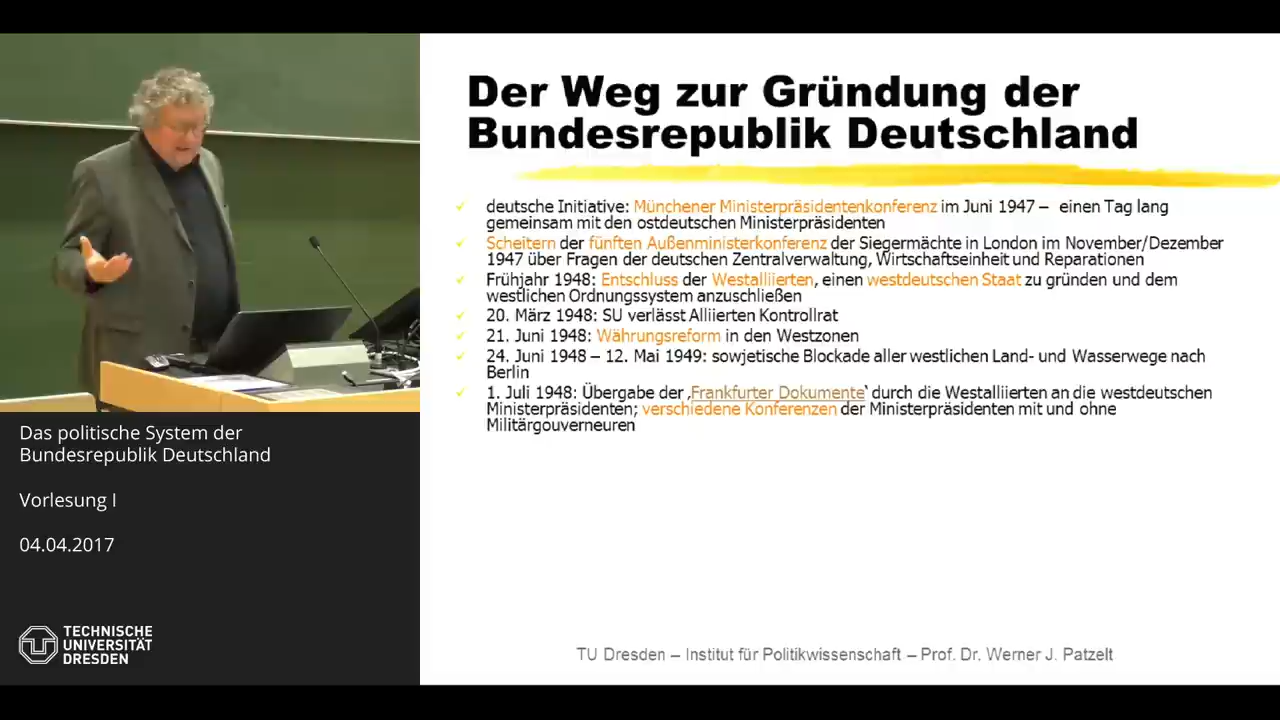 Der Weg zur Gründung der
Bundesrepublik Deutschland
deutsche Initiative: Münchener Ministerpräsidentenkonferenz im Juni 1947 – einen Tag lang
gemeinsam mit den ostdeutschen Ministerpräsidenten
Scheitern der fünften Außenministerkonferenz der Siegermächte in London im November/Dezember
1947 über Fragen der deutschen Zentralverwaltung, Wirtschaftseinheit und Reparationen
Frühjahr 1948: Entschluss der Westalliierten, einen westdeutschen Staat zu gründen und dem
westlichen Ordnungssystem anzuschließen
20. März 1948: SU verlässt Alliierten Kontrollrat
21. Juni 1948: Währungsreform in den Westzonen
24. Juni 1948 – 12. Mai 1949: sowjetische Blockade aller westlichen Land- und Wasserwege nach
Berlin
1. Juli 1948: Übergabe der ‚Frankfurter Dokumente‘ durch die Westalliierten an die westdeutschen
Ministerpräsidenten; verschiedene Konferenzen der Ministerpräsidenten mit und ohne
Militärgouverneuren
TU Dresden – Institut für Politikwissenschaft – Prof. Dr. Werner J. Patzelt
Das politische System der
Bundesrepublik Deutschland
Vorlesung I
04.04.2017
TECHNISCHE
UNIVERSITÄT
DRESDEN